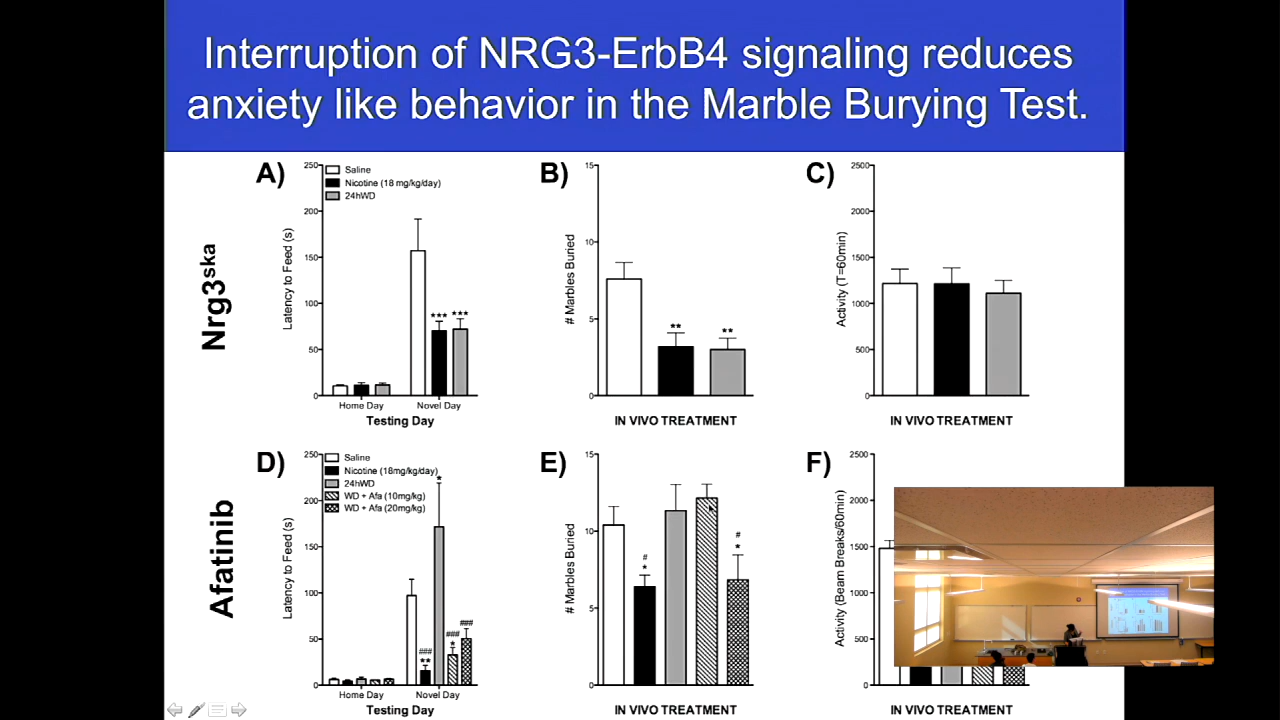 Interruption of NRG3-ErbB4 signaling reduces
anxiety like behavior in the Marble Burying Test.
Nrg3ska
A)
250
200
150
100
50
0
Latency to Feed (s)
Saline
Nicotine (18 mg/kg/day)
24hWD
*** ***
Home Day Novel Day
Testing Day
B)
15
10
5
0
# Marbles Buried
** **
IN VIVO TREATMENT
C)
2500
2000
1500
1000
500
0
Activity (T=60min)
IN VIVO TREATMENT
Afatinib
D)
250
200
150
100
50
0
Latency to Feed (s)
Saline
Nicotine (18mg/kg/day)
24hWD
WD + Afa (10mg/kg)
WD + Afa (20mg/kg)
*
###
**
###
*
###
Home Day Novel Day
Testing Day
E)
15
10
5
0
# Marbles Buried
#
*
#
*
IN VIVO TREATMENT
F)
2500
2000
1500
1000
500
0
Activity (Beam Breaks/60min)
IN VIVO TREATMENT